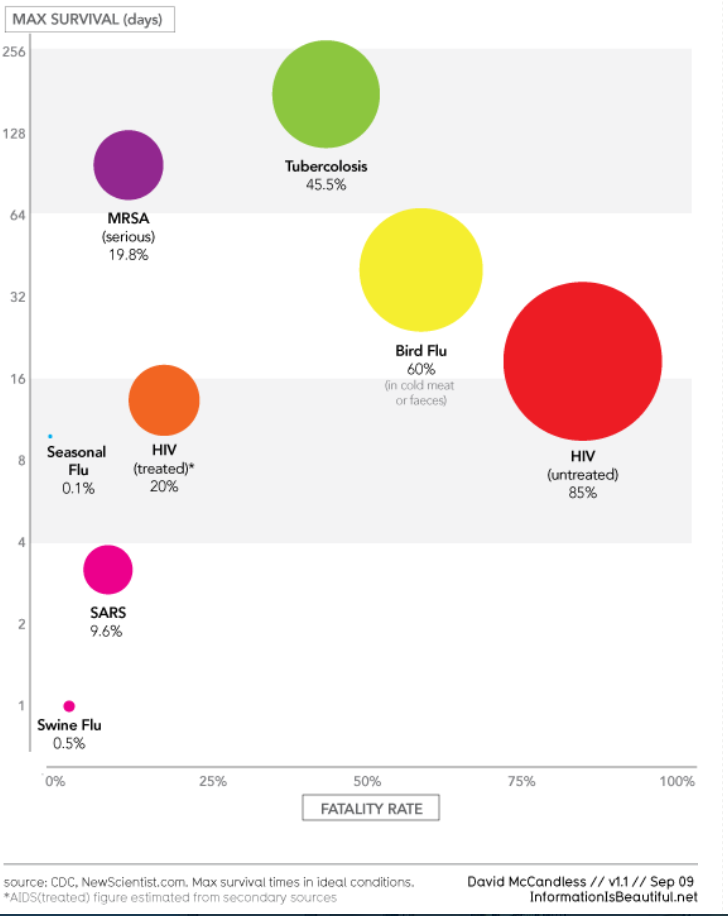 MAX SURVIVAL (days)
256
128
64
32
16
8
4
2
1
Tubercolosis
45.5%
MRSA
(serious)
19.8%
Bird Flu
60%
(in cold meat
or faeces)
HIV
(untreated)
85%
HIV
(treated)*
20%
Seasonal
Flu
0.1%
SARS
9.6%
Swine Flu
0.5%
0% 25% 50% 75% 100%
FATALITY RATE
source: CDC, NewScientist.com. Max survival times in ideal conditions.
*AIDS(treated) figure estimated from secondary sources
David McCandless // v1.1 // Sep 09
InformationIsBeautiful.net